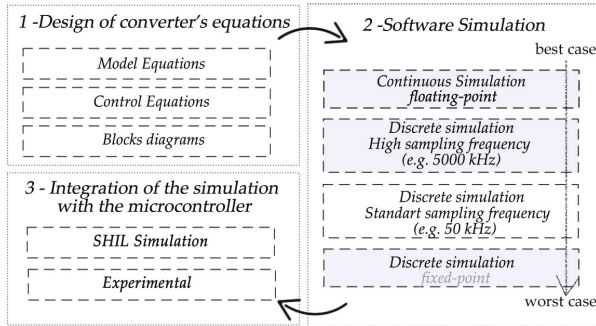 1 -Design of converter's equations
Model Equations
Control Equations
Blocks diagrams
2 -Software Simulation
best case
Continuous Simulation
floating-point
Discrete simulation
High sampling frequency
(e.g. 5000 kHz)
Discrete simulation
Standart sampling frequency
(e.g. 50 kHz)
Discrete simulation
fixed-point
worst case
3 - Integration of the simulation
with the microcontroller
SHIL Simulation
Experimental